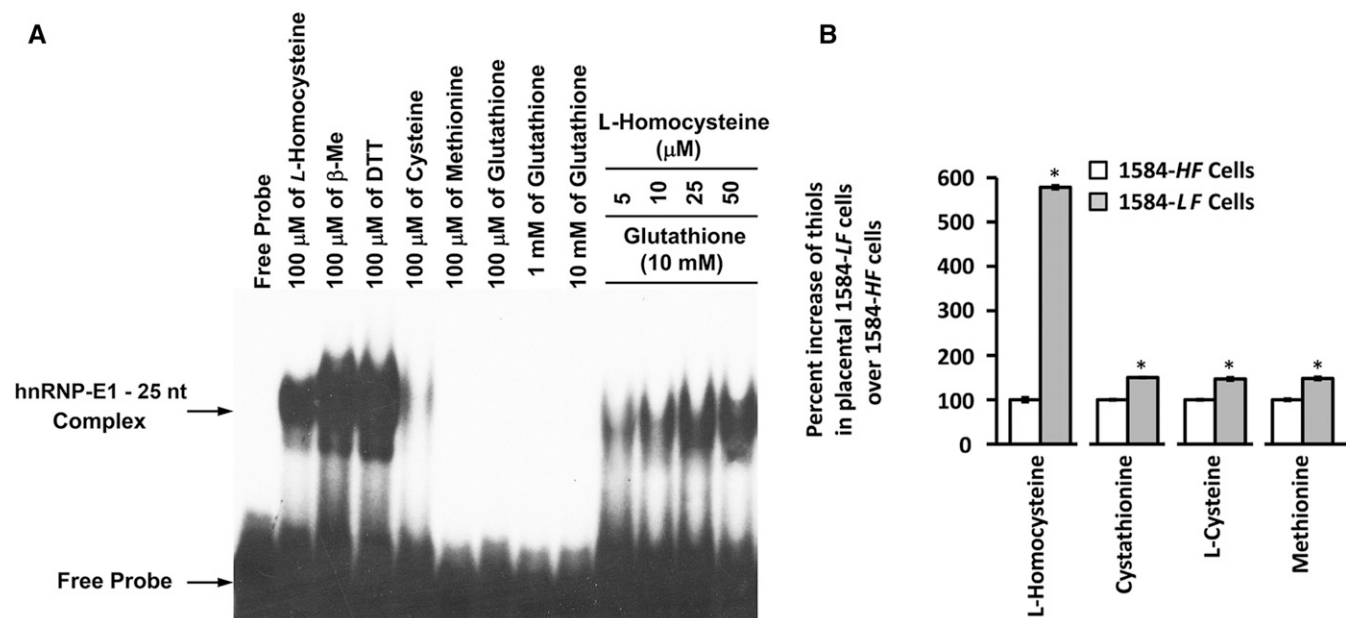 A
Free Probe
100 μM of L-Homocysteine
100 μM of β-Me
100 μM of DTT
100 μM of Cysteine
100 μM of Methionine
100 μM of Glutathione
1 mM of Glutathione
10 mM of Glutathione
L-Homocysteine
(μM)
5
10
25
50
Glutathione
(10 mM)
hnRNP-E1 - 25 nt
Complex
Free Probe
B
Percent increase of thiols
in placental 1584-LF cells
over 1584-HF cells
600
500
400
300
200
100
0
1584-HF Cells
1584-LF Cells
*
*
*
*
L-Homocysteine
Cystathionine
L-Cysteine
Methionine